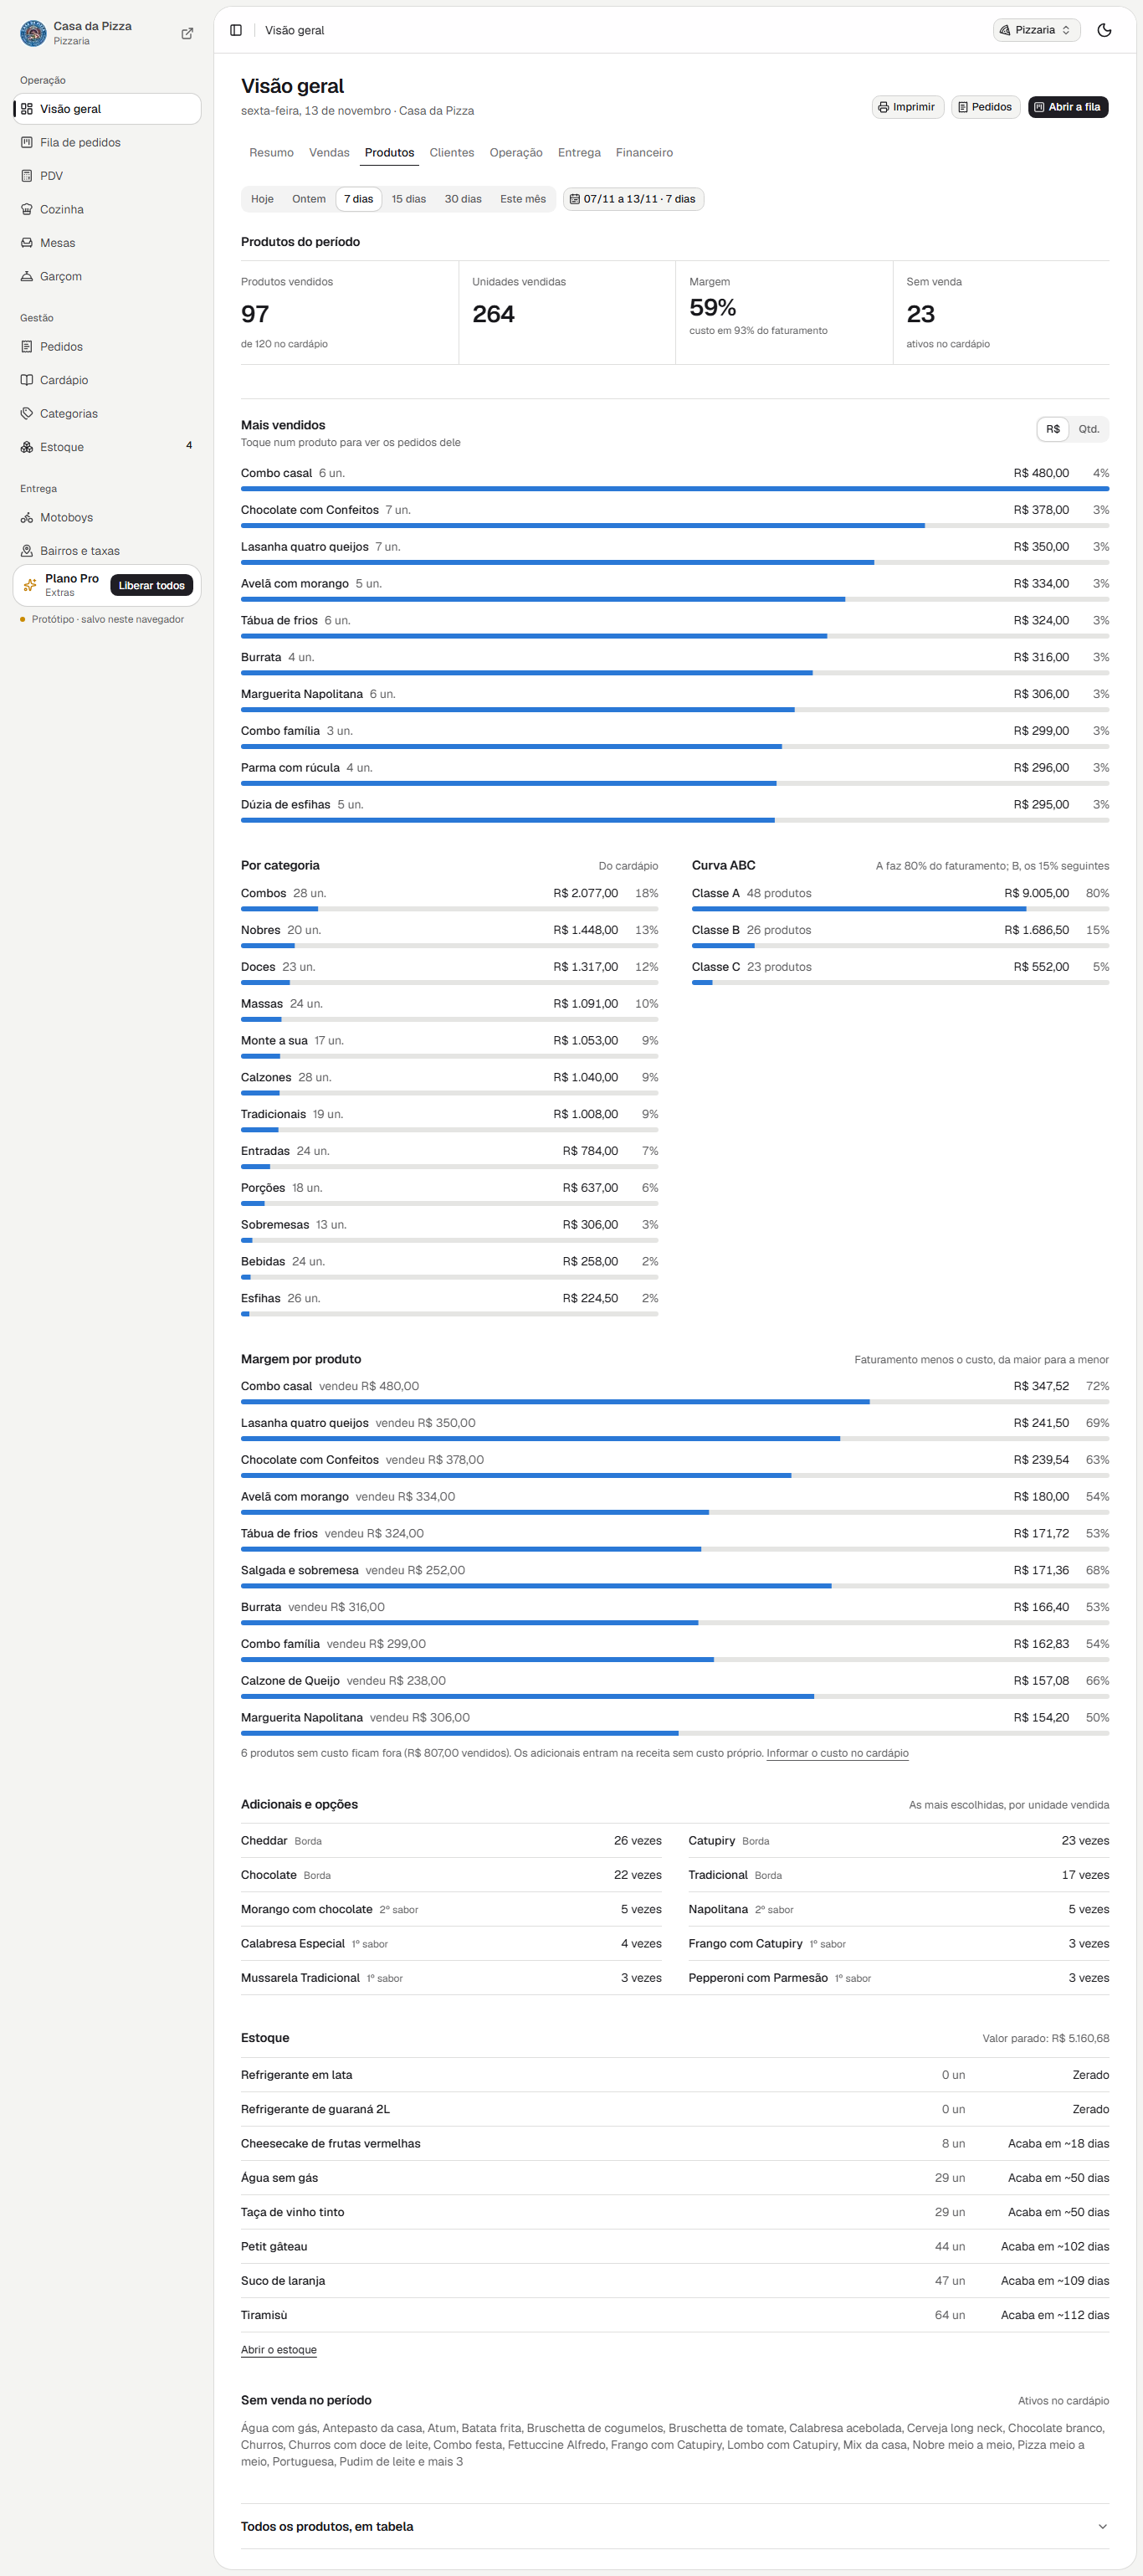 Casa da Pizza
Pizzaria
Operação
Visão geral
Fila de pedidos
PDV
Cozinha
Mesas
Garçom
Gestão
Pedidos
Cardápio
Categorias
Estoque 4
Entrega
Motoboys
Bairros e taxas
Plano Pro
Extras
Liberar todos
Protótipo · salvo neste navegador
Visão geral
Pizzaria
Visão geral
sexta-feira, 13 de novembro · Casa da Pizza
Imprimir Pedidos Abrir a fila
Resumo Vendas Produtos Clientes Operação Entrega Financeiro
Hoje Ontem 7 dias 15 dias 30 dias Este mês 07/11 a 13/11 · 7 dias
Produtos do período
Produtos vendidos
97
de 120 no cardápio
Unidades vendidas
264
Margem
59%
custo em 93% do faturamento
Sem venda
23
ativos no cardápio
Mais vendidos
Toque num produto para ver os pedidos dele
R$ Qtd.
Combo casal 6 un. R$ 480,00 4%
Chocolate com Confeitos 7 un. R$ 378,00 3%
Lasanha quatro queijos 7 un. R$ 350,00 3%
Avelã com morango 5 un. R$ 334,00 3%
Tábua de frios 6 un. R$ 324,00 3%
Burrata 4 un. R$ 316,00 3%
Marguerita Napolitana 6 un. R$ 306,00 3%
Combo família 3 un. R$ 299,00 3%
Parma com rúcula 4 un. R$ 296,00 3%
Dúzia de esfihas 5 un. R$ 295,00 3%
Por categoria Do cardápio
Combos 28 un. R$ 2.077,00 18%
Nobres 20 un. R$ 1.448,00 13%
Doces 23 un. R$ 1.317,00 12%
Massas 24 un. R$ 1.091,00 10%
Monte a sua 17 un. R$ 1.053,00 9%
Calzones 28 un. R$ 1.040,00 9%
Tradicionais 19 un. R$ 1.008,00 9%
Entradas 24 un. R$ 784,00 7%
Porções 18 un. R$ 637,00 6%
Sobremesas 13 un. R$ 306,00 3%
Bebidas 24 un. R$ 258,00 2%
Esfihas 26 un. R$ 224,50 2%
Curva ABC A faz 80% do faturamento; B, os 15% seguintes
Classe A 48 produtos R$ 9.005,00 80%
Classe B 26 produtos R$ 1.686,50 15%
Classe C 23 produtos R$ 552,00 5%
Margem por produto Faturamento menos o custo, da maior para a menor
Combo casal vendeu R$ 480,00 R$ 347,52 72%
Lasanha quatro queijos vendeu R$ 350,00 R$ 241,50 69%
Chocolate com Confeitos vendeu R$ 378,00 R$ 239,54 63%
Avelã com morango vendeu R$ 334,00 R$ 180,00 54%
Tábua de frios vendeu R$ 324,00 R$ 171,72 53%
Salgada e sobremesa vendeu R$ 252,00 R$ 171,36 68%
Burrata vendeu R$ 316,00 R$ 166,40 53%
Combo família vendeu R$ 299,00 R$ 162,83 54%
Calzone de Queijo vendeu R$ 238,00 R$ 157,08 66%
Marguerita Napolitana vendeu R$ 306,00 R$ 154,20 50%
6 produtos sem custo ficam fora (R$ 807,00 vendidos). Os adicionais entram na receita sem custo próprio. Informar o custo no cardápio
Adicionais e opções As mais escolhidas, por unidade vendida
Cheddar Borda 26 vezes Catupiry Borda 23 vezes
Chocolate Borda 22 vezes Tradicional Borda 17 vezes
Morango com chocolate 2º sabor 5 vezes Napolitana 2º sabor 5 vezes
Calabresa Especial 1º sabor 4 vezes Frango com Catupiry 1º sabor 3 vezes
Mussarela Tradicional 1º sabor 3 vezes Pepperoni com Parmesão 1º sabor 3 vezes
Estoque Valor parado: R$ 5.160,68
Refrigerante em lata 0 un Zerado
Refrigerante de guaraná 2L 0 un Zerado
Cheesecake de frutas vermelhas 8 un Acaba em ~18 dias
Água sem gás 29 un Acaba em ~50 dias
Taça de vinho tinto 29 un Acaba em ~50 dias
Petit gâteau 44 un Acaba em ~102 dias
Suco de laranja 47 un Acaba em ~109 dias
Tiramisù 64 un Acaba em ~112 dias
Abrir o estoque
Sem venda no período Ativos no cardápio
Água com gás, Antepasto da casa, Atum, Batata frita, Bruschetta de cogumelos, Bruschetta de tomate, Calabresa acebolada, Cerveja long neck, Chocolate branco,
Churros, Churros com doce de leite, Combo festa, Fettuccine Alfredo, Frango com Catupiry, Lombo com Catupiry, Mix da casa, Nobre meio a meio, Pizza meio a
meio, Portuguesa, Pudim de leite e mais 3
Todos os produtos, em tabela